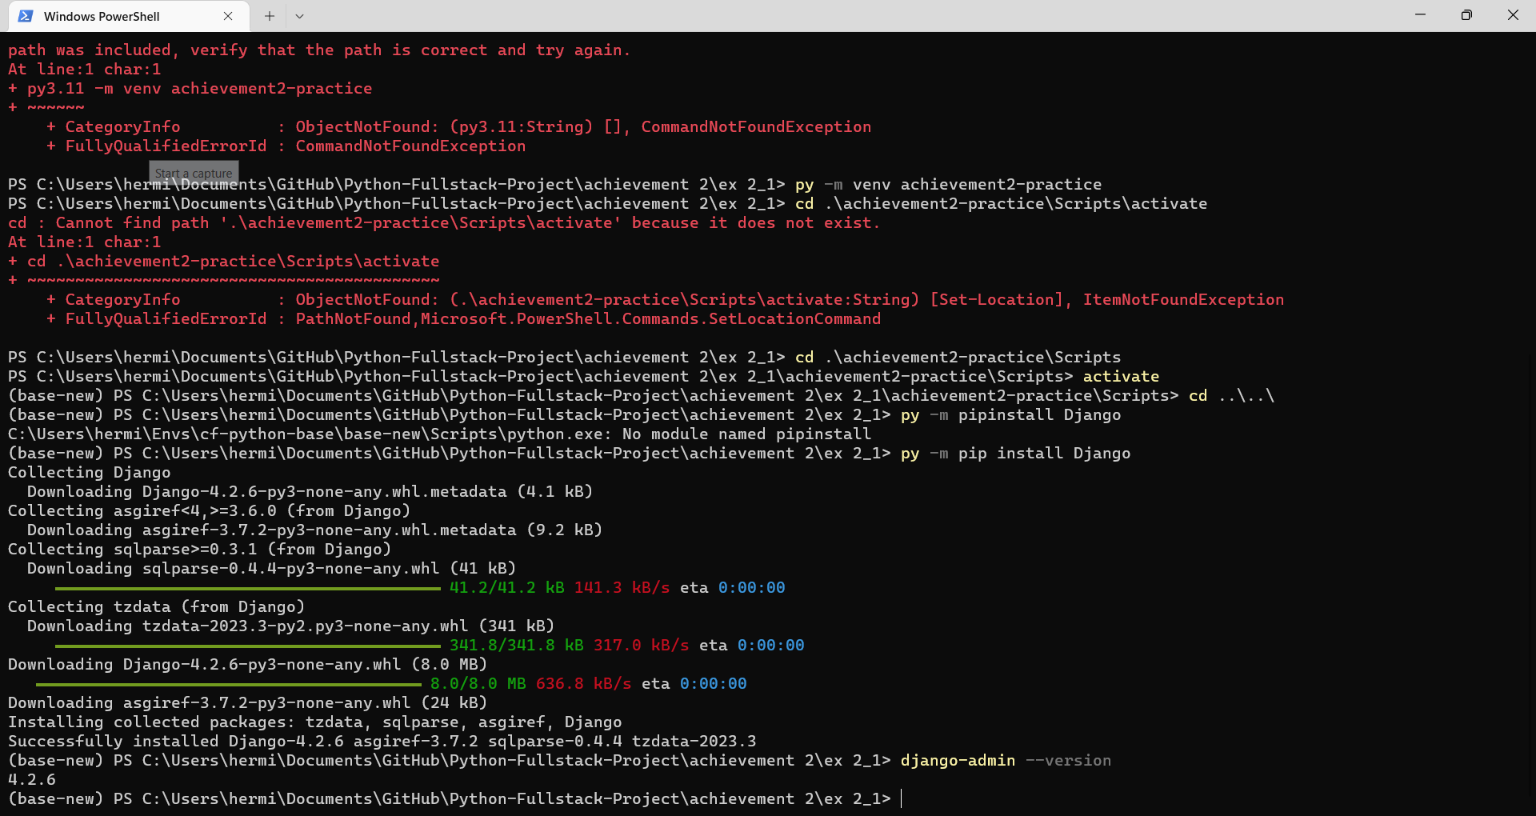 Windows PowerShell
path was included, verify that the path is correct and try again.
At line:1 char:1
+ py3.11 -m venv achievement2-practice
+ ~~~~~~
    + CategoryInfo          : ObjectNotFound: (py3.11:String) [], CommandNotFoundException
    + FullyQualifiedErrorId : CommandNotFoundException
Start a capture
PS C:\Users\hermi\Documents\GitHub\Python-Fullstack-Project\achievement 2\ex 2_1> py -m venv achievement2-practice
PS C:\Users\hermi\Documents\GitHub\Python-Fullstack-Project\achievement 2\ex 2_1> cd .\achievement2-practice\Scripts\activate
cd : Cannot find path '.\achievement2-practice\Scripts\activate' because it does not exist.
At line:1 char:1
+ cd .\achievement2-practice\Scripts\activate
+ ~~~~~~~~~~~~~~~~~~~~~~~~~~~~~~~~~~~~~~~~~~~
    + CategoryInfo          : ObjectNotFound: (.\achievement2-practice\Scripts\activate:String) [Set-Location], ItemNotFoundException
    + FullyQualifiedErrorId : PathNotFound,Microsoft.PowerShell.Commands.SetLocationCommand
PS C:\Users\hermi\Documents\GitHub\Python-Fullstack-Project\achievement 2\ex 2_1> cd .\achievement2-practice\Scripts
PS C:\Users\hermi\Documents\GitHub\Python-Fullstack-Project\achievement 2\ex 2_1\achievement2-practice\Scripts> activate
(base-new) PS C:\Users\hermi\Documents\GitHub\Python-Fullstack-Project\achievement 2\ex 2_1\achievement2-practice\Scripts> cd ..\..\
(base-new) PS C:\Users\hermi\Documents\GitHub\Python-Fullstack-Project\achievement 2\ex 2_1> py -m pipinstall Django
C:\Users\hermi\Envs\cf-python-base\base-new\Scripts\python.exe: No module named pipinstall
(base-new) PS C:\Users\hermi\Documents\GitHub\Python-Fullstack-Project\achievement 2\ex 2_1> py -m pip install Django
Collecting Django
  Downloading Django-4.2.6-py3-none-any.whl.metadata (4.1 kB)
Collecting asgiref<4,>=3.6.0 (from Django)
  Downloading asgiref-3.7.2-py3-none-any.whl.metadata (9.2 kB)
Collecting sqlparse>=0.3.1 (from Django)
  Downloading sqlparse-0.4.4-py3-none-any.whl (41 kB)
41.2/41.2 kB 141.3 kB/s eta 0:00:00
Collecting tzdata (from Django)
  Downloading tzdata-2023.3-py2.py3-none-any.whl (341 kB)
341.8/341.8 kB 317.0 kB/s eta 0:00:00
Downloading Django-4.2.6-py3-none-any.whl (8.0 MB)
8.0/8.0 MB 636.8 kB/s eta 0:00:00
Downloading asgiref-3.7.2-py3-none-any.whl (24 kB)
Installing collected packages: tzdata, sqlparse, asgiref, Django
Successfully installed Django-4.2.6 asgiref-3.7.2 sqlparse-0.4.4 tzdata-2023.3
(base-new) PS C:\Users\hermi\Documents\GitHub\Python-Fullstack-Project\achievement 2\ex 2_1> django-admin --version
4.2.6
(base-new) PS C:\Users\hermi\Documents\GitHub\Python-Fullstack-Project\achievement 2\ex 2_1>